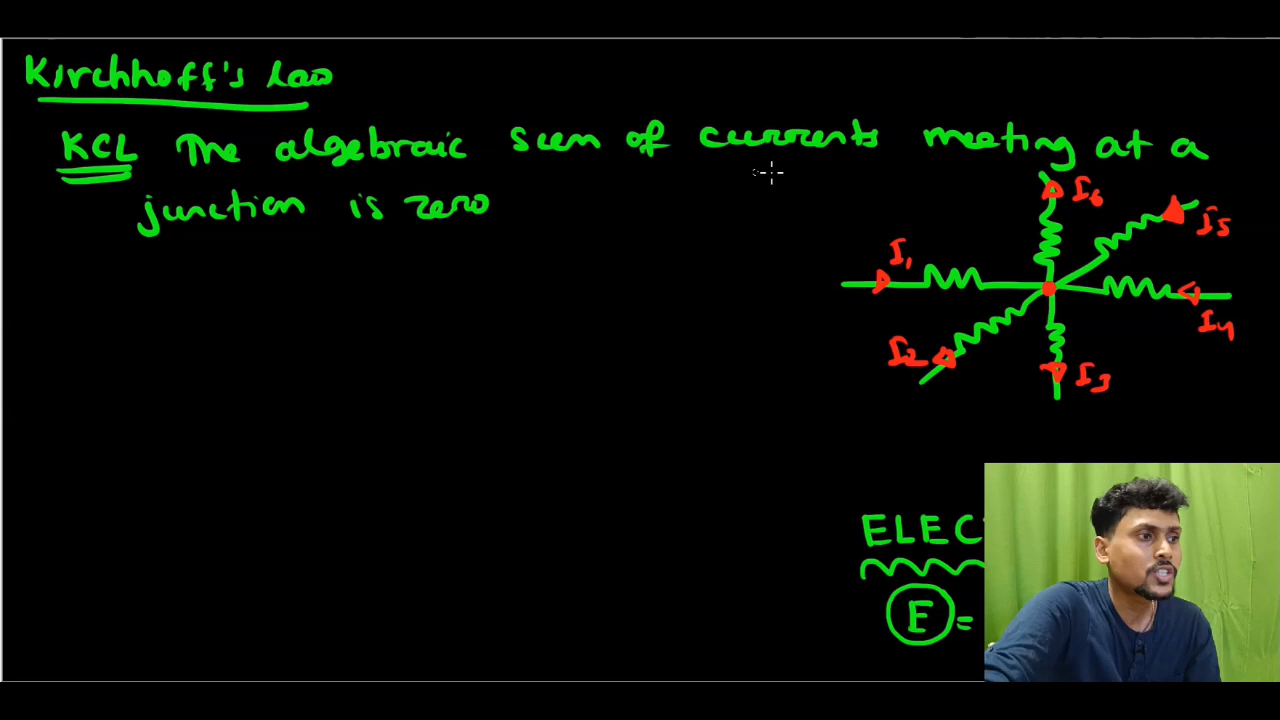 Kirchhoff's Law
KCL The algebraic sum of currents meeting at a
junction is zero
I6
I5
I1
I4
I2
I3
ELEC
E =